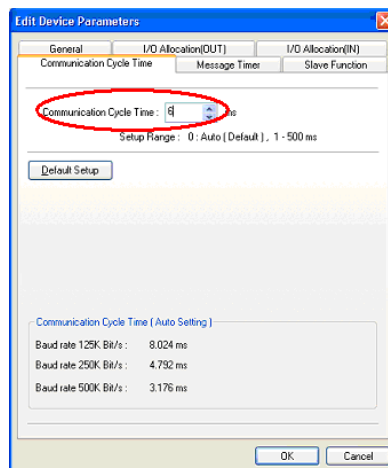 Edit Device Parameters
General I/O Allocation(OUT) I/O Allocation(IN)
Communication Cycle Time Message Timer Slave Function
Communication Cycle Time : 6 ms
Setup Range : 0 : Auto ( Default ) , 1 - 500 ms
Default Setup
Communication Cycle Time ( Auto Setting )
Baud rate 125K Bit/s : 8.024 ms
Baud rate 250K Bit/s : 4.792 ms
Baud rate 500K Bit/s : 3.176 ms
OK Cancel